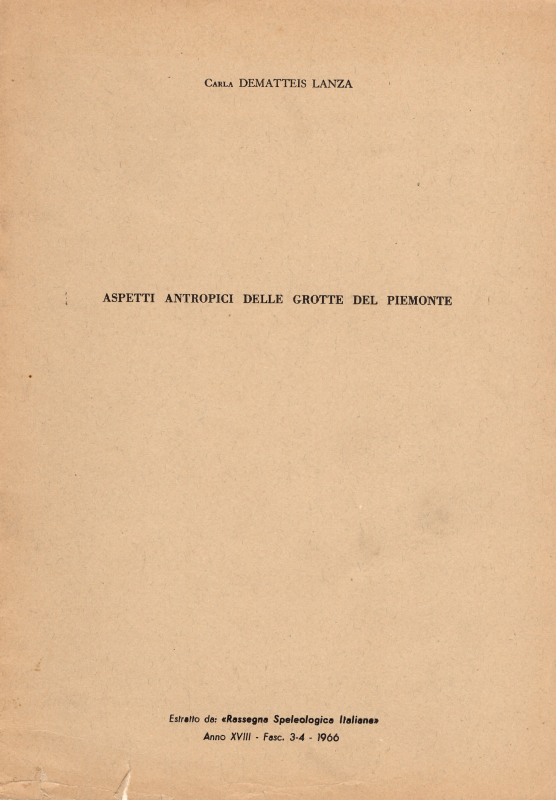 Carla DEMATTEIS LANZA
ASPETTI ANTROPICI DELLE GROTTE DEL PIEMONTE
Estratto da: «Rassegna Speleologica Italiana»
Anno XVIII - Fasc. 3-4 - 1966